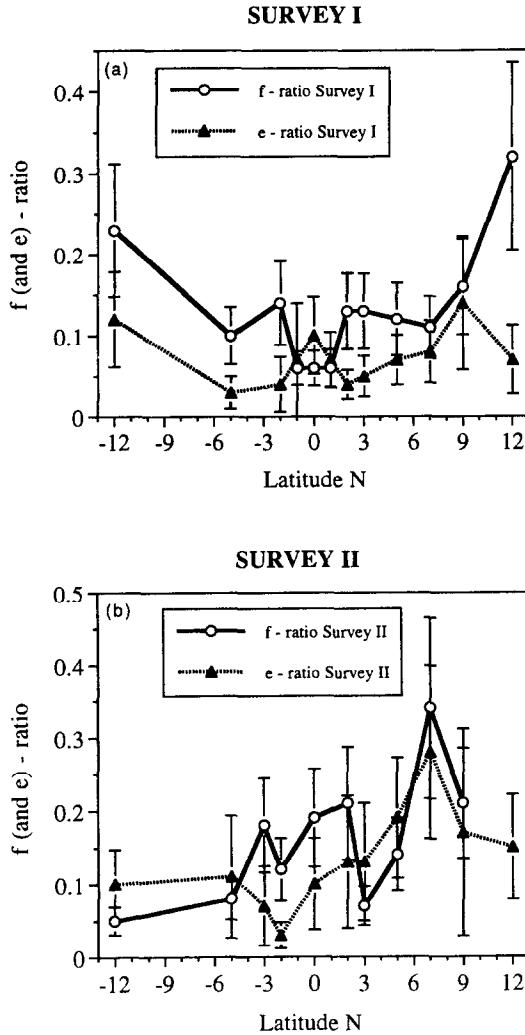 SURVEY I
(a)
f - ratio Survey I
e - ratio Survey I
0.4
0.3
0.2
0.1
0
f (and e) - ratio
-12 -9 -6 -3 0 3 6 9 12
Latitude N
SURVEY II
(b)
f - ratio Survey II
e - ratio Survey II
0.5
0.4
0.3
0.2
0.1
0.0
f (and e) - ratio
-12 -9 -6 -3 0 3 6 9 12
Latitude N